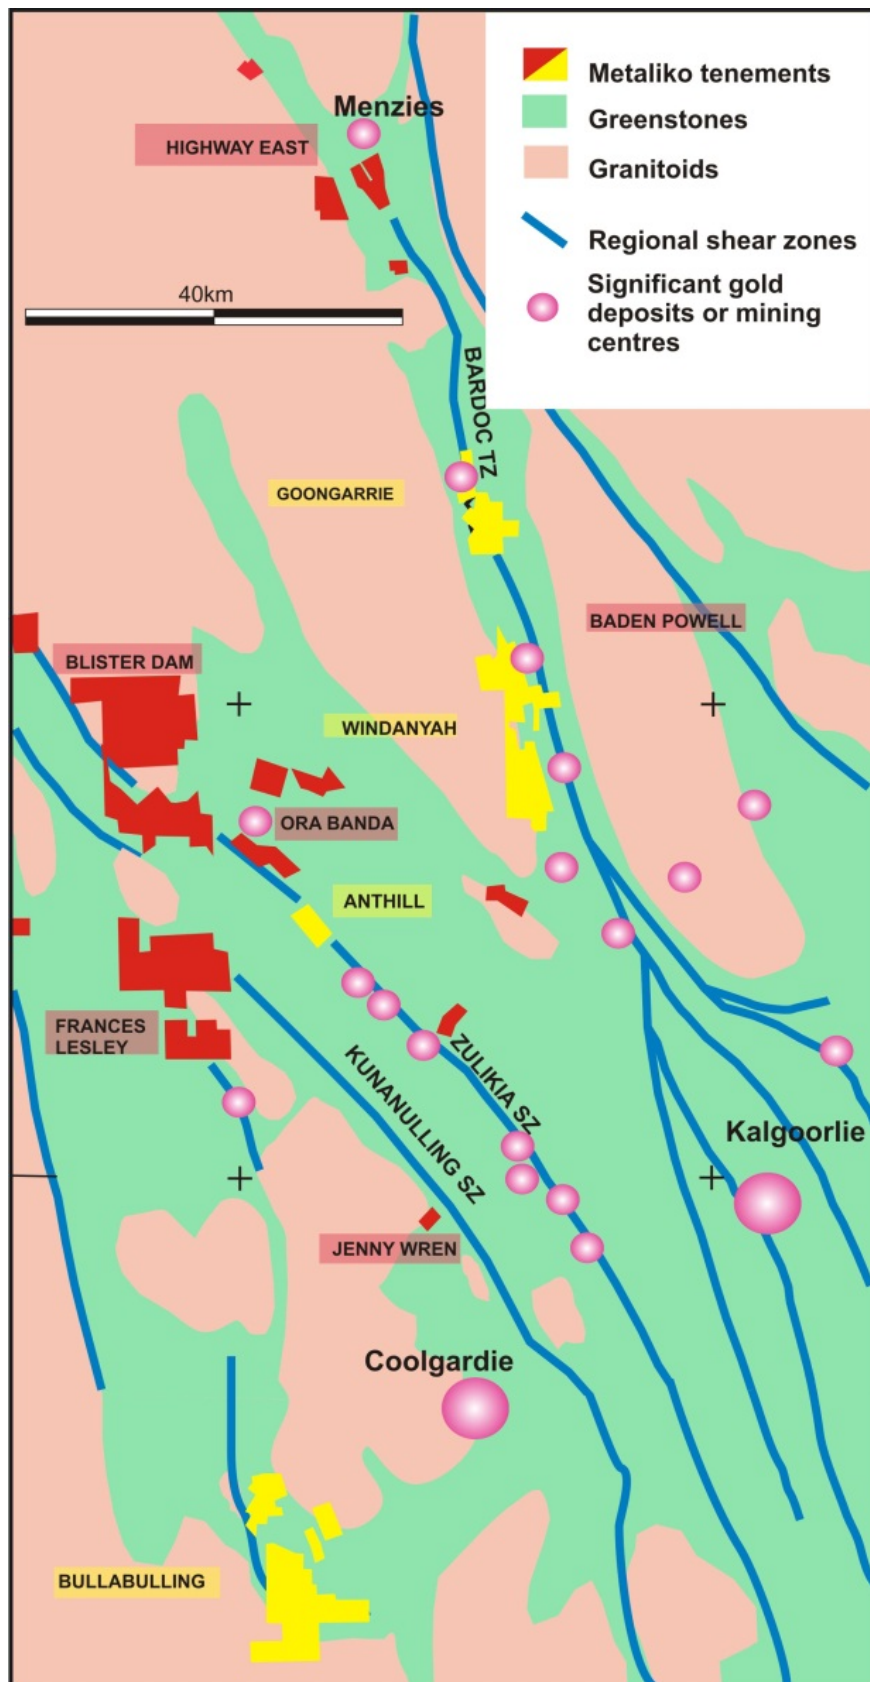 Metaliko tenements
Greenstones
Granitoids
Regional shear zones
Significant gold
deposits or mining
centres
Menzies
HIGHWAY EAST
40km
BARDOC TZ
GOONGARRIE
BADEN POWELL
BLISTER DAM
WINDANYAH
ORA BANDA
ANTHILL
FRANCES
LESLEY
ZULIKIA SZ
KUNANULLING SZ
Kalgoorlie
JENNY WREN
Coolgardie
BULLABULLING